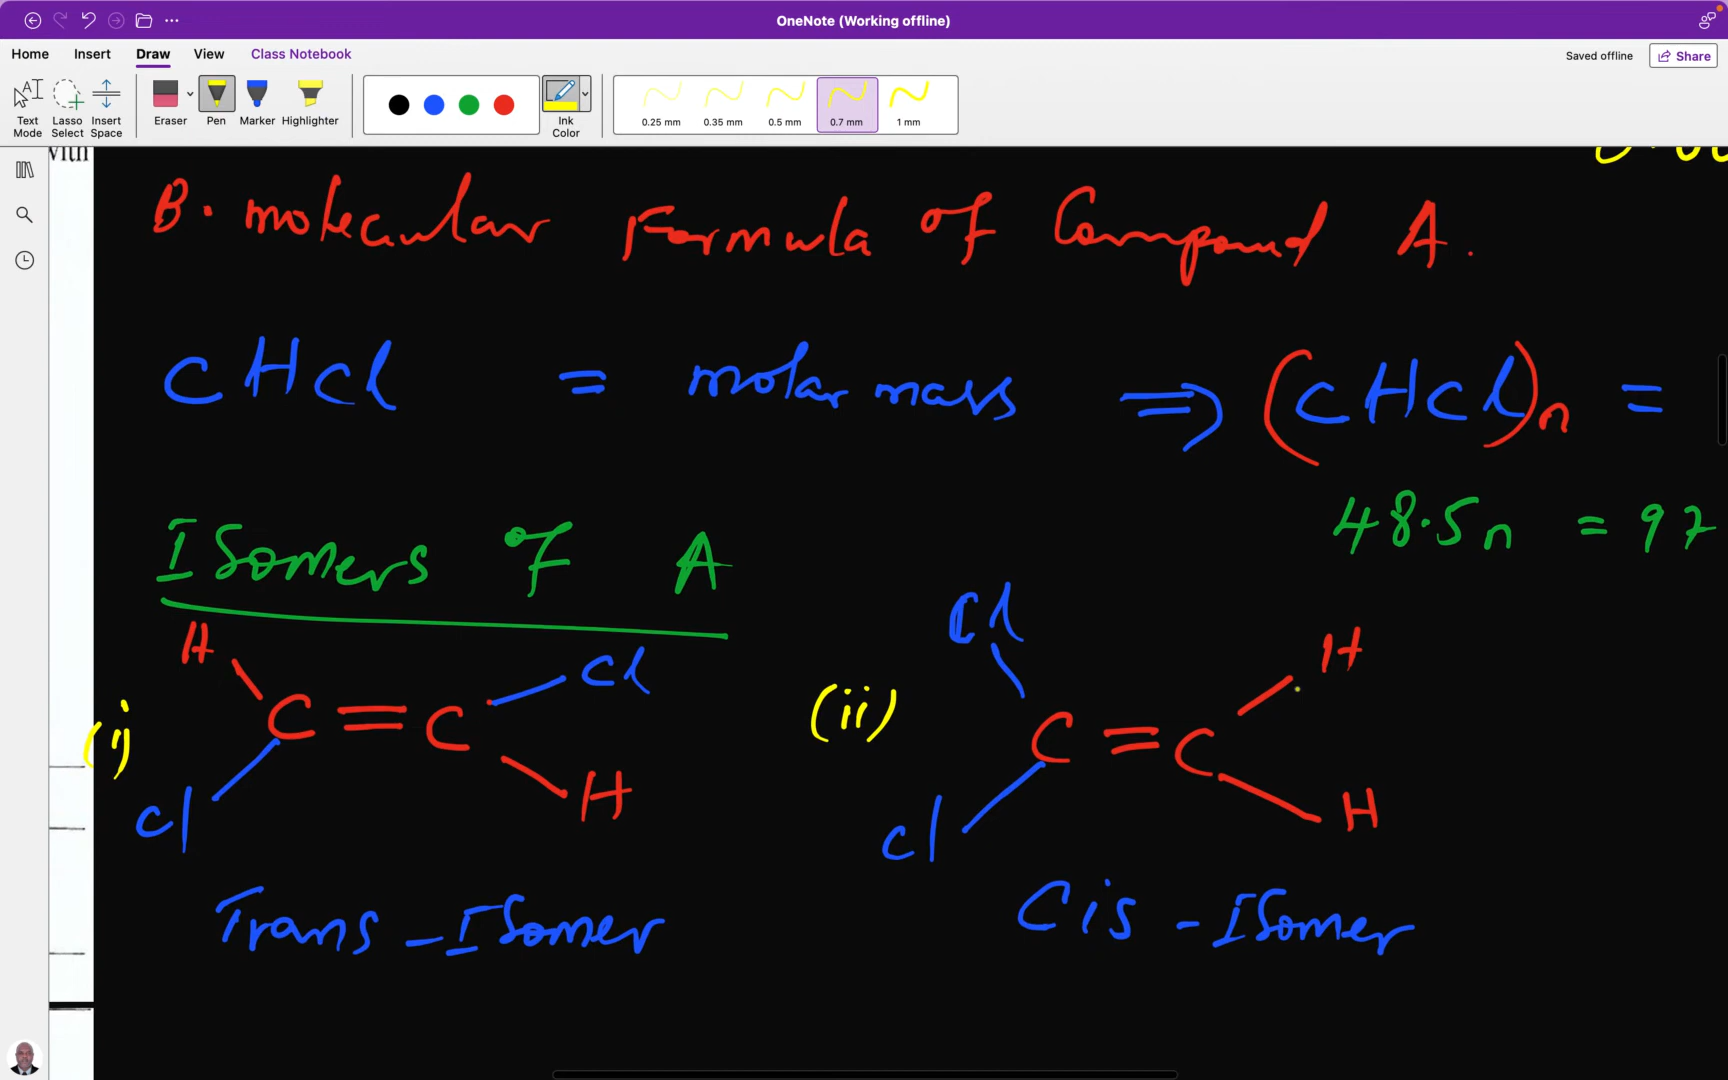 OneNote (Working offline)
Home Insert Draw View Class Notebook
Saved offline Share
Text Mode
Lasso Select
Insert Space
Eraser
Pen
Marker
Highlighter
Ink Color
0.25 mm 0.35 mm 0.5 mm 0.7 mm 1 mm
with
B. molecular Formula of Compound A.
CHCl = molar mass ⇒ (CHCl)n =
48.5n = 97
Isomers of A
(i)
H Cl
C = C
Cl H
(ii)
Cl H
C = C
Cl H
Trans - Isomer
Cis - Isomer